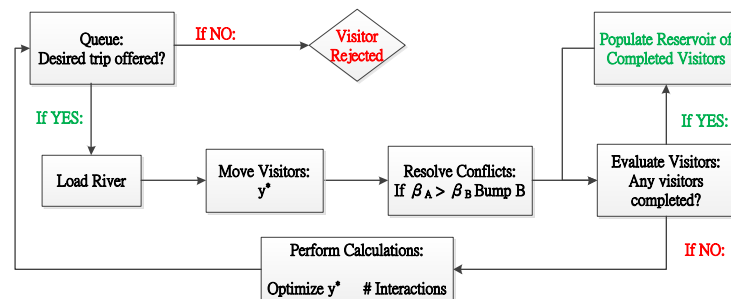 Queue:
Desired trip offered?
If NO:
Visitor
Rejected
Populate Reservoir of
Completed Visitors
If YES:
If YES:
Load River
Move Visitors:
y*
Resolve Conflicts:
If βA > βB Bump B
Evaluate Visitors:
Any visitors
completed?
If NO:
Perform Calculations:
Optimize y* # Interactions